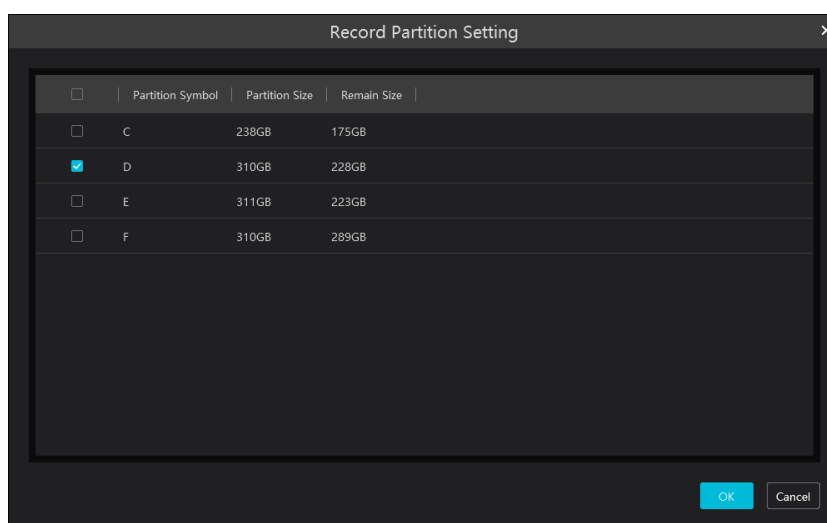 Record Partition Setting
Partition Symbol Partition Size Remain Size
C 238GB 175GB
D 310GB 228GB
E 311GB 223GB
F 310GB 289GB
OK Cancel